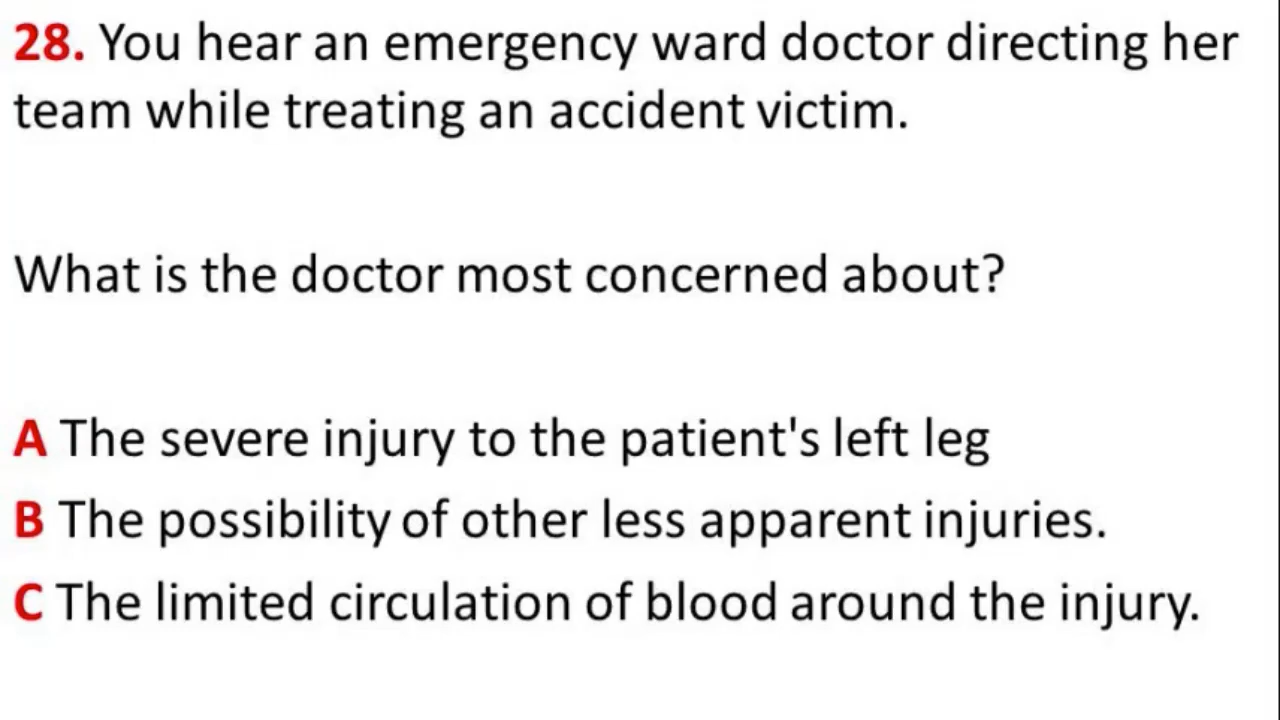 28. You hear an emergency ward doctor directing her
team while treating an accident victim.
What is the doctor most concerned about?
A The severe injury to the patient's left leg
B The possibility of other less apparent injuries.
C The limited circulation of blood around the injury.